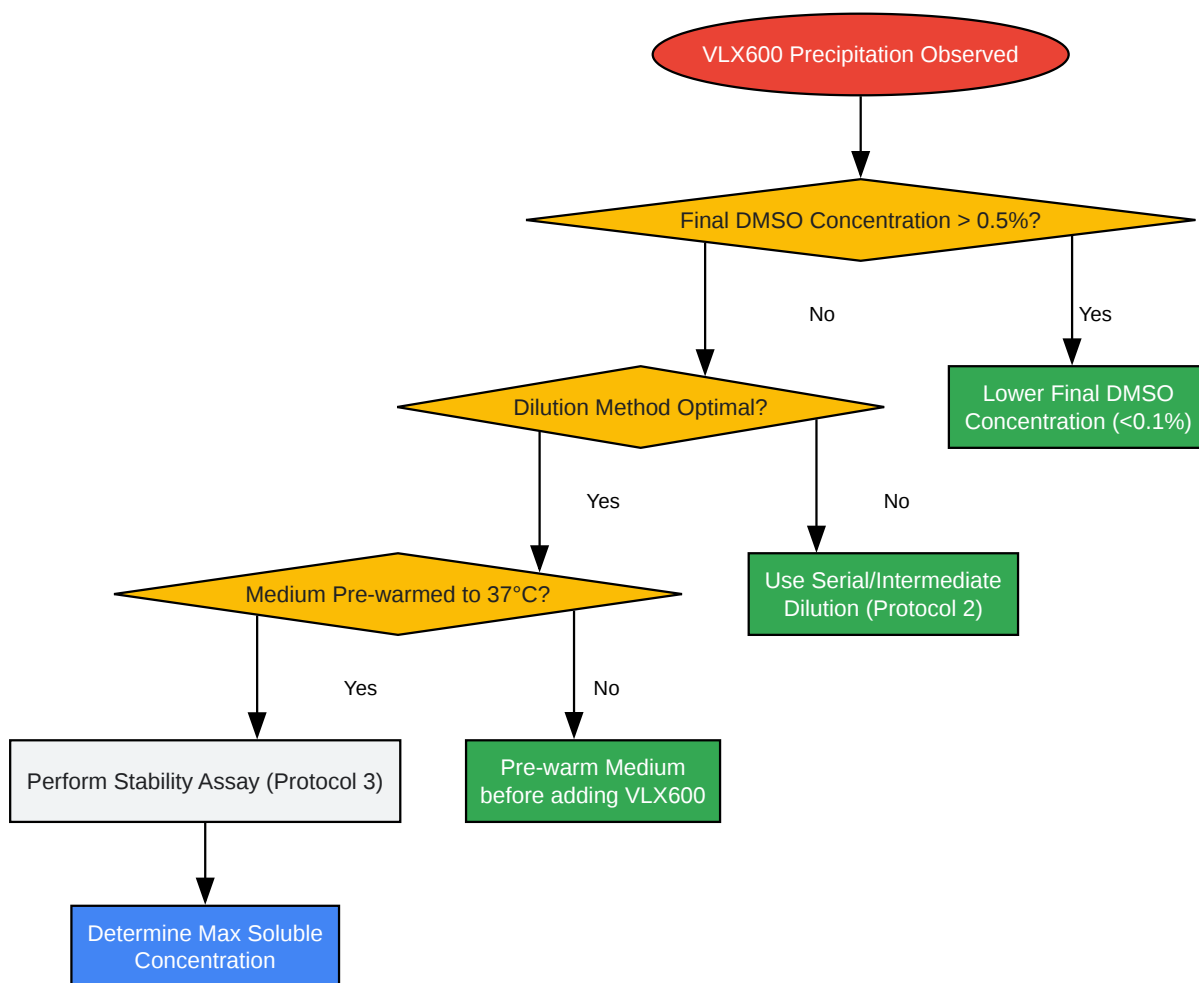 VLX600 Precipitation Observed
Final DMSO Concentration > 0.5%?
No
Yes
Lower Final DMSO
Concentration (<0.1%)
Dilution Method Optimal?
Yes
No
Use Serial/Intermediate
Dilution (Protocol 2)
Medium Pre-warmed to 37°C?
Yes
No
Perform Stability Assay (Protocol 3)
Pre-warm Medium
before adding VLX600
Determine Max Soluble
Concentration